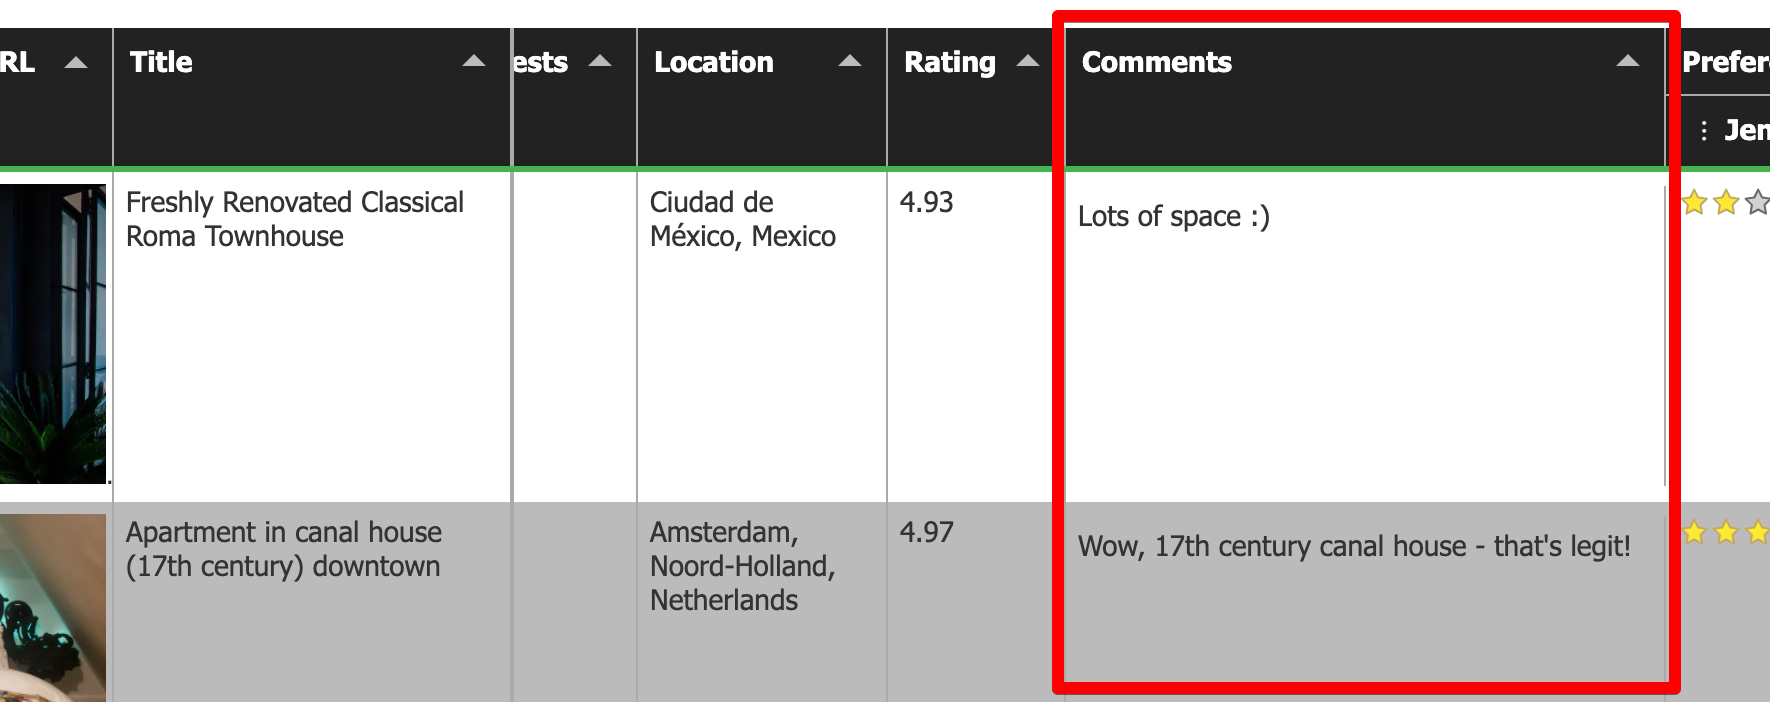 RL Title ests Location Rating Comments Prefer
Jen
Freshly Renovated Classical
Roma Townhouse
Ciudad de
México, Mexico
4.93
Lots of space :)
Apartment in canal house
(17th century) downtown
Amsterdam,
Noord-Holland,
Netherlands
4.97
Wow, 17th century canal house - that's legit!